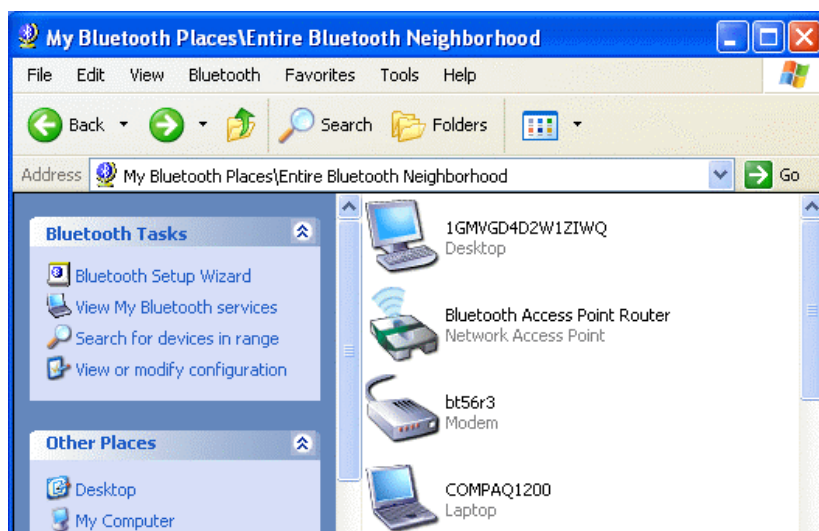 My Bluetooth Places\Entire Bluetooth Neighborhood
File Edit View Bluetooth Favorites Tools Help
Back Search Folders
Address My Bluetooth Places\Entire Bluetooth Neighborhood Go
Bluetooth Tasks
Bluetooth Setup Wizard
View My Bluetooth services
Search for devices in range
View or modify configuration
Other Places
Desktop
My Computer
1GMVGD4D2W1ZIWQ
Desktop
Bluetooth Access Point Router
Network Access Point
bt56r3
Modem
COMPAQ1200
Laptop